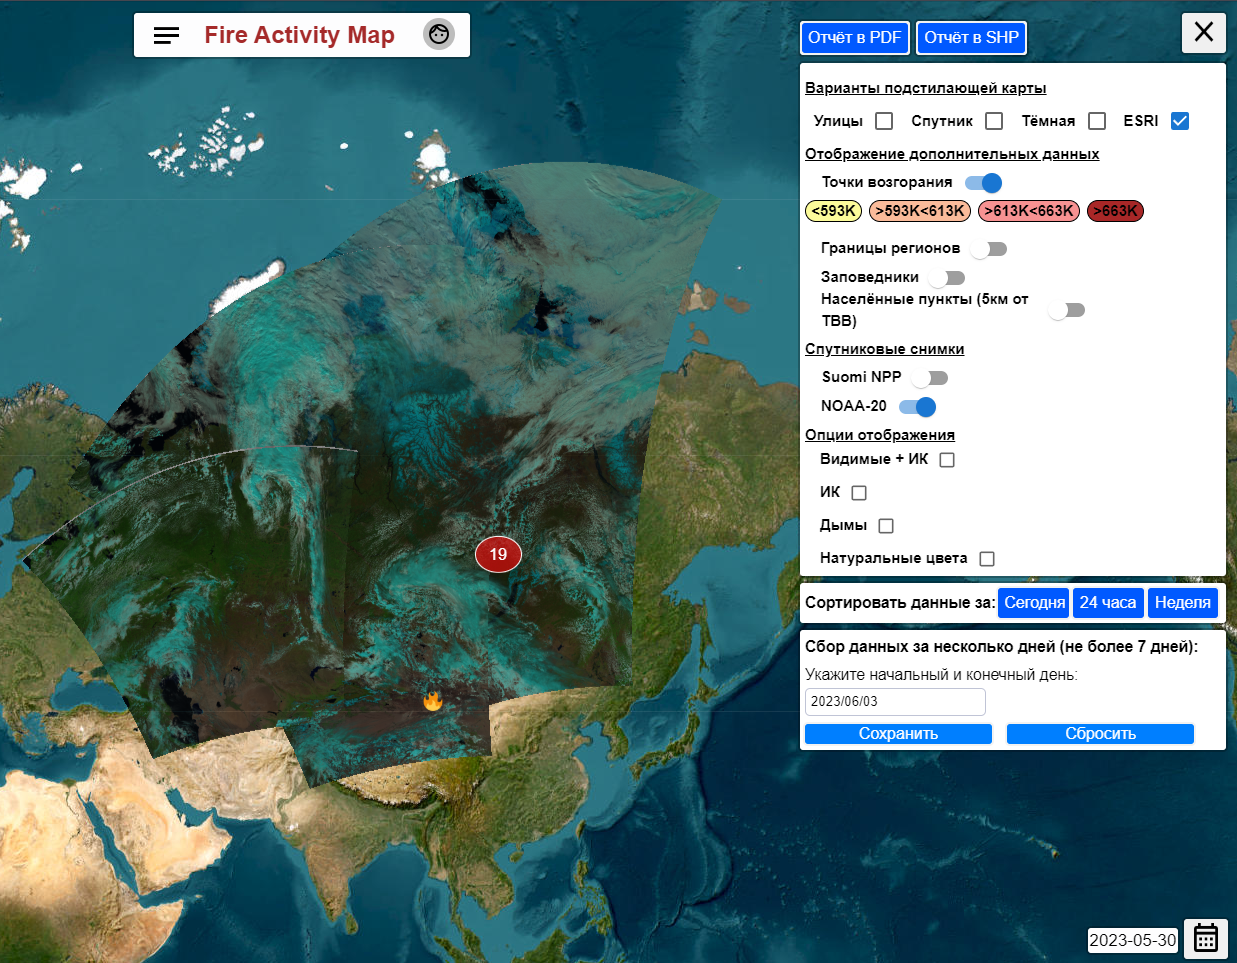 Fire Activity Map
Отчёт в PDF Отчёт в SHP
Варианты подстилающей карты
Улицы Спутник Тёмная ESRI
Отображение дополнительных данных
Точки возгорания
<593K >593K<613K >613K<663K >663K
Границы регионов
Заповедники
Населённые пункты (5км от
ТВВ)
Спутниковые снимки
Suomi NPP
NOAA-20
Опции отображения
Видимые + ИК
ИК
Дымы
Натуральные цвета
19
Сортировать данные за: Сегодня 24 часа Неделя
Сбор данных за несколько дней (не более 7 дней):
Укажите начальный и конечный день:
2023/06/03
Сохранить Сбросить
2023-05-30